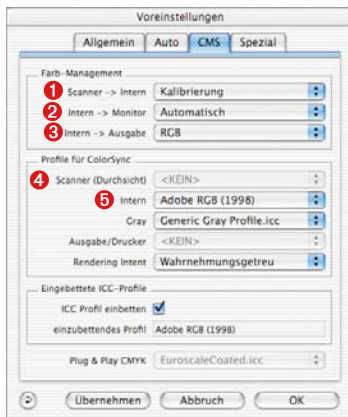 Voreinstellungen
Allgemein Auto CMS Spezial
Farb-Management
1 Scanner -> Intern Kalibrierung
2 Intern -> Monitor Automatisch
3 Intern -> Ausgabe RGB
Profile für ColorSync
4 Scanner (Durchsicht) <KEIN>
5 Intern Adobe RGB (1998)
Gray Generic Gray Profile.icc
Ausgabe/Drucker <KEIN>
Rendering Intent Wahrnehmungsgetreu
Eingebettete ICC-Profile
ICC Profil einbetten
einzubettendes Profil Adobe RGB (1998)
Plug & Play CMYK EuroscaleCoated.icc
Übernehmen Abbruch OK